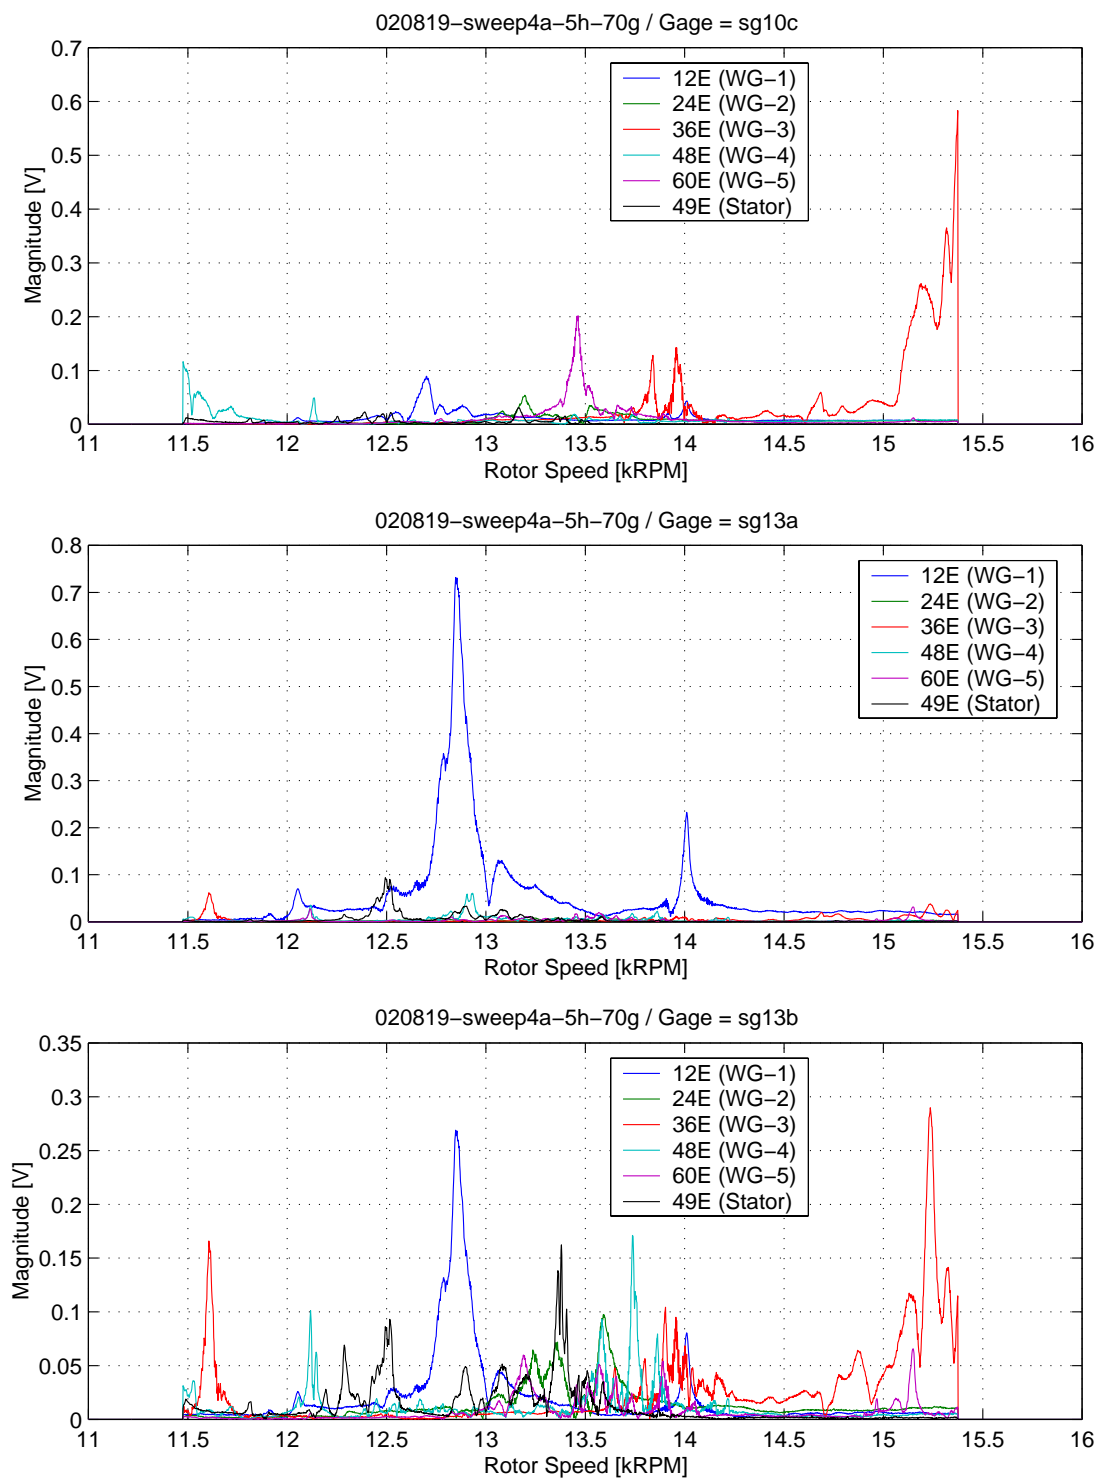 020819−sweep4a−5h−70g / Gage = sg10c
0.7
0.6
0.5
0.4
0.3
0.2
0.1
0
Magnitude [V]
12E (WG−1)
24E (WG−2)
36E (WG−3)
48E (WG−4)
60E (WG−5)
49E (Stator)
11 11.5 12 12.5 13 13.5 14 14.5 15 15.5 16
Rotor Speed [kRPM]
020819−sweep4a−5h−70g / Gage = sg13a
0.8
0.7
0.6
0.5
0.4
0.3
0.2
0.1
0
Magnitude [V]
12E (WG−1)
24E (WG−2)
36E (WG−3)
48E (WG−4)
60E (WG−5)
49E (Stator)
11 11.5 12 12.5 13 13.5 14 14.5 15 15.5 16
Rotor Speed [kRPM]
020819−sweep4a−5h−70g / Gage = sg13b
0.35
0.3
0.25
0.2
0.15
0.1
0.05
0
Magnitude [V]
12E (WG−1)
24E (WG−2)
36E (WG−3)
48E (WG−4)
60E (WG−5)
49E (Stator)
11 11.5 12 12.5 13 13.5 14 14.5 15 15.5 16
Rotor Speed [kRPM]